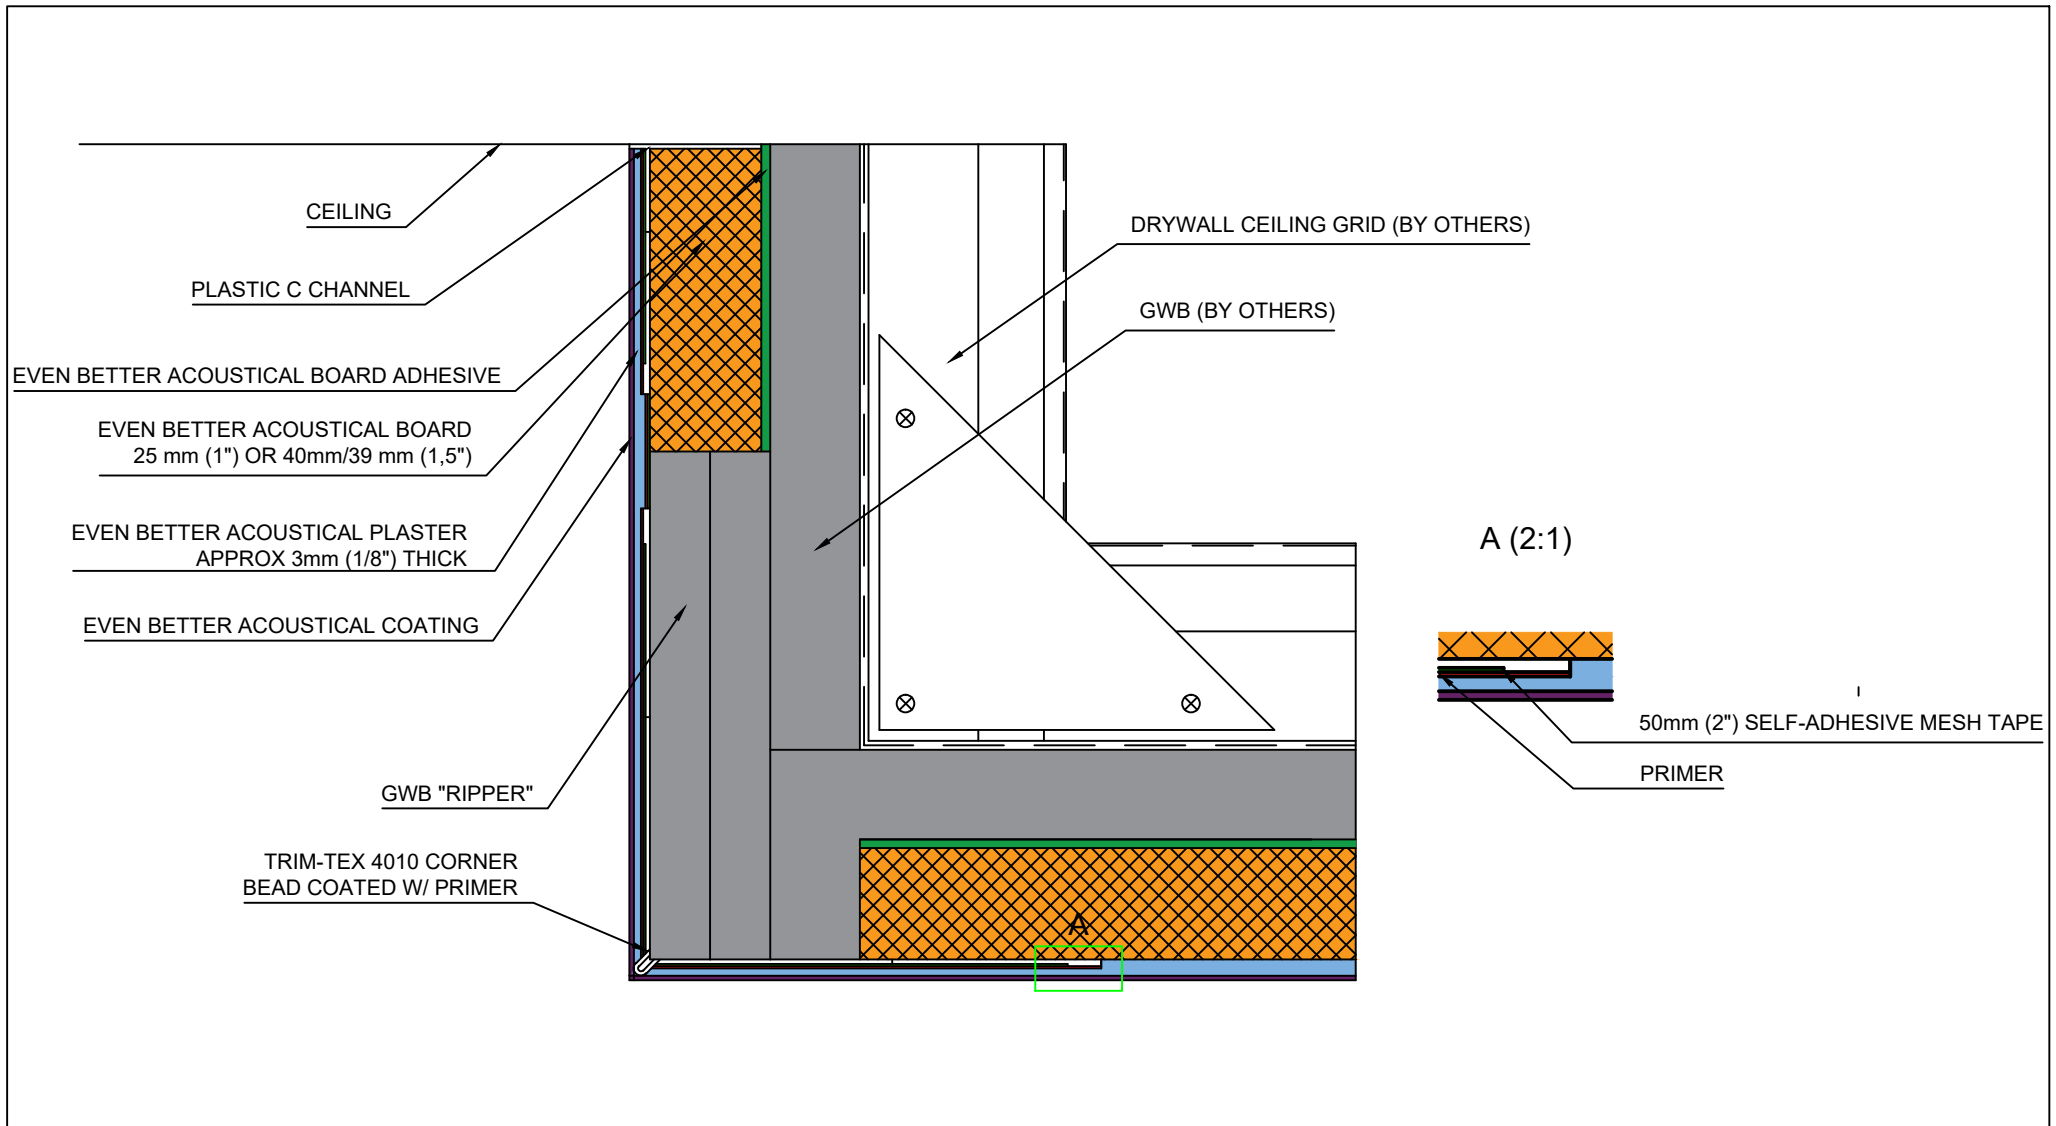 CEILING
PLASTIC C CHANNEL
EVEN BETTER ACOUSTICAL BOARD ADHESIVE
EVEN BETTER ACOUSTICAL BOARD
25 mm (1") OR 40mm/39 mm (1,5")
EVEN BETTER ACOUSTICAL PLASTER
APPROX 3mm (1/8") THICK
EVEN BETTER ACOUSTICAL COATING
GWB "RIPPER"
TRIM-TEX 4010 CORNER
BEAD COATED W/ PRIMER
DRYWALL CEILING GRID (BY OTHERS)
GWB (BY OTHERS)
A
A (2:1)
50mm (2") SELF-ADHESIVE MESH TAPE
PRIMER